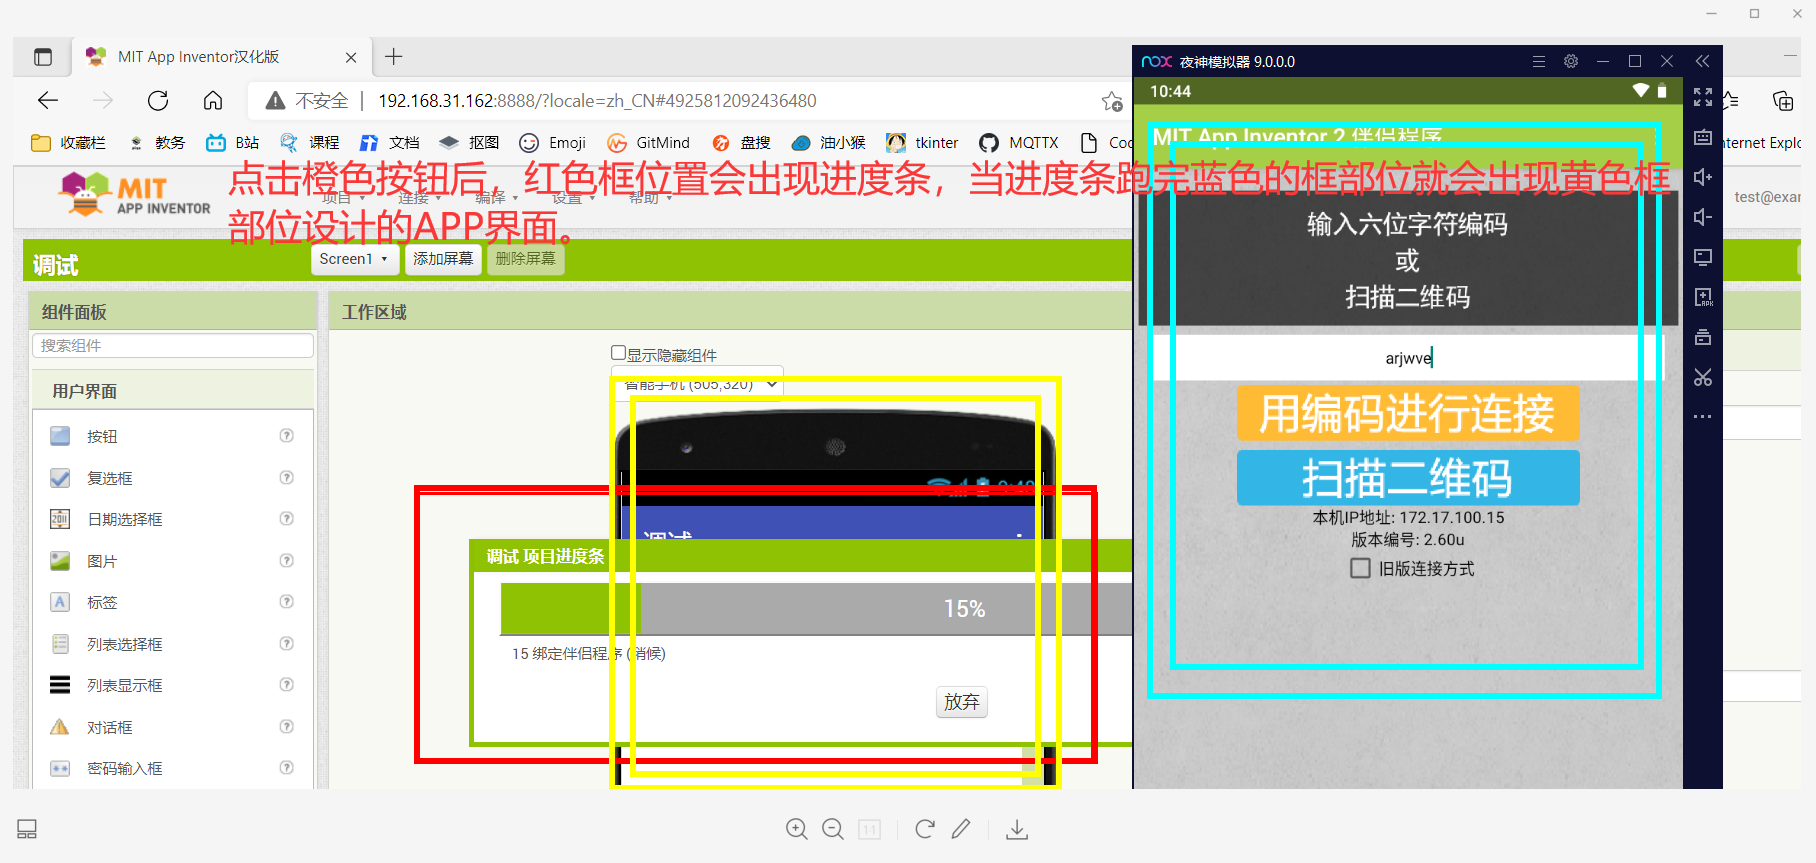 MIT App Inventor汉化版
不安全
192.168.31.162:8888/?locale=zh_CN#4925812092436480
收藏栏
教务
B站
课程
文档
抠图
Emoji
GitMind
盘搜
油小猴
tkinter
MQTTX
Coc
nternet Explo
点击橙色按钮后，红色框位置会出现进度条，当进度条跑完蓝色的框部位就会出现黄色框
部位设计的APP界面。
MIT
APP INVENTOR
项目
连接
编译
设置
帮助
test@exam
调试
Screen1
添加屏幕
删除屏幕
组件面板
搜索组件
用户界面
按钮
复选框
日期选择框
2011
图片
A
标签
列表选择框
列表显示框
对话框
密码输入框
工作区域
显示隐藏组件
智能手机 (505,320)
9:48
调试
调试 项目进度条
15%
15 绑定伴侣程序 (稍候)
放弃
nox 夜神模拟器 9.0.0.0
10:44
MIT App Inventor 2 伴侣程序
输入六位字符编码
或
扫描二维码
arjwve
用编码进行连接
扫描二维码
本机IP地址: 172.17.100.15
版本编号: 2.60u
旧版连接方式
APK
1:1